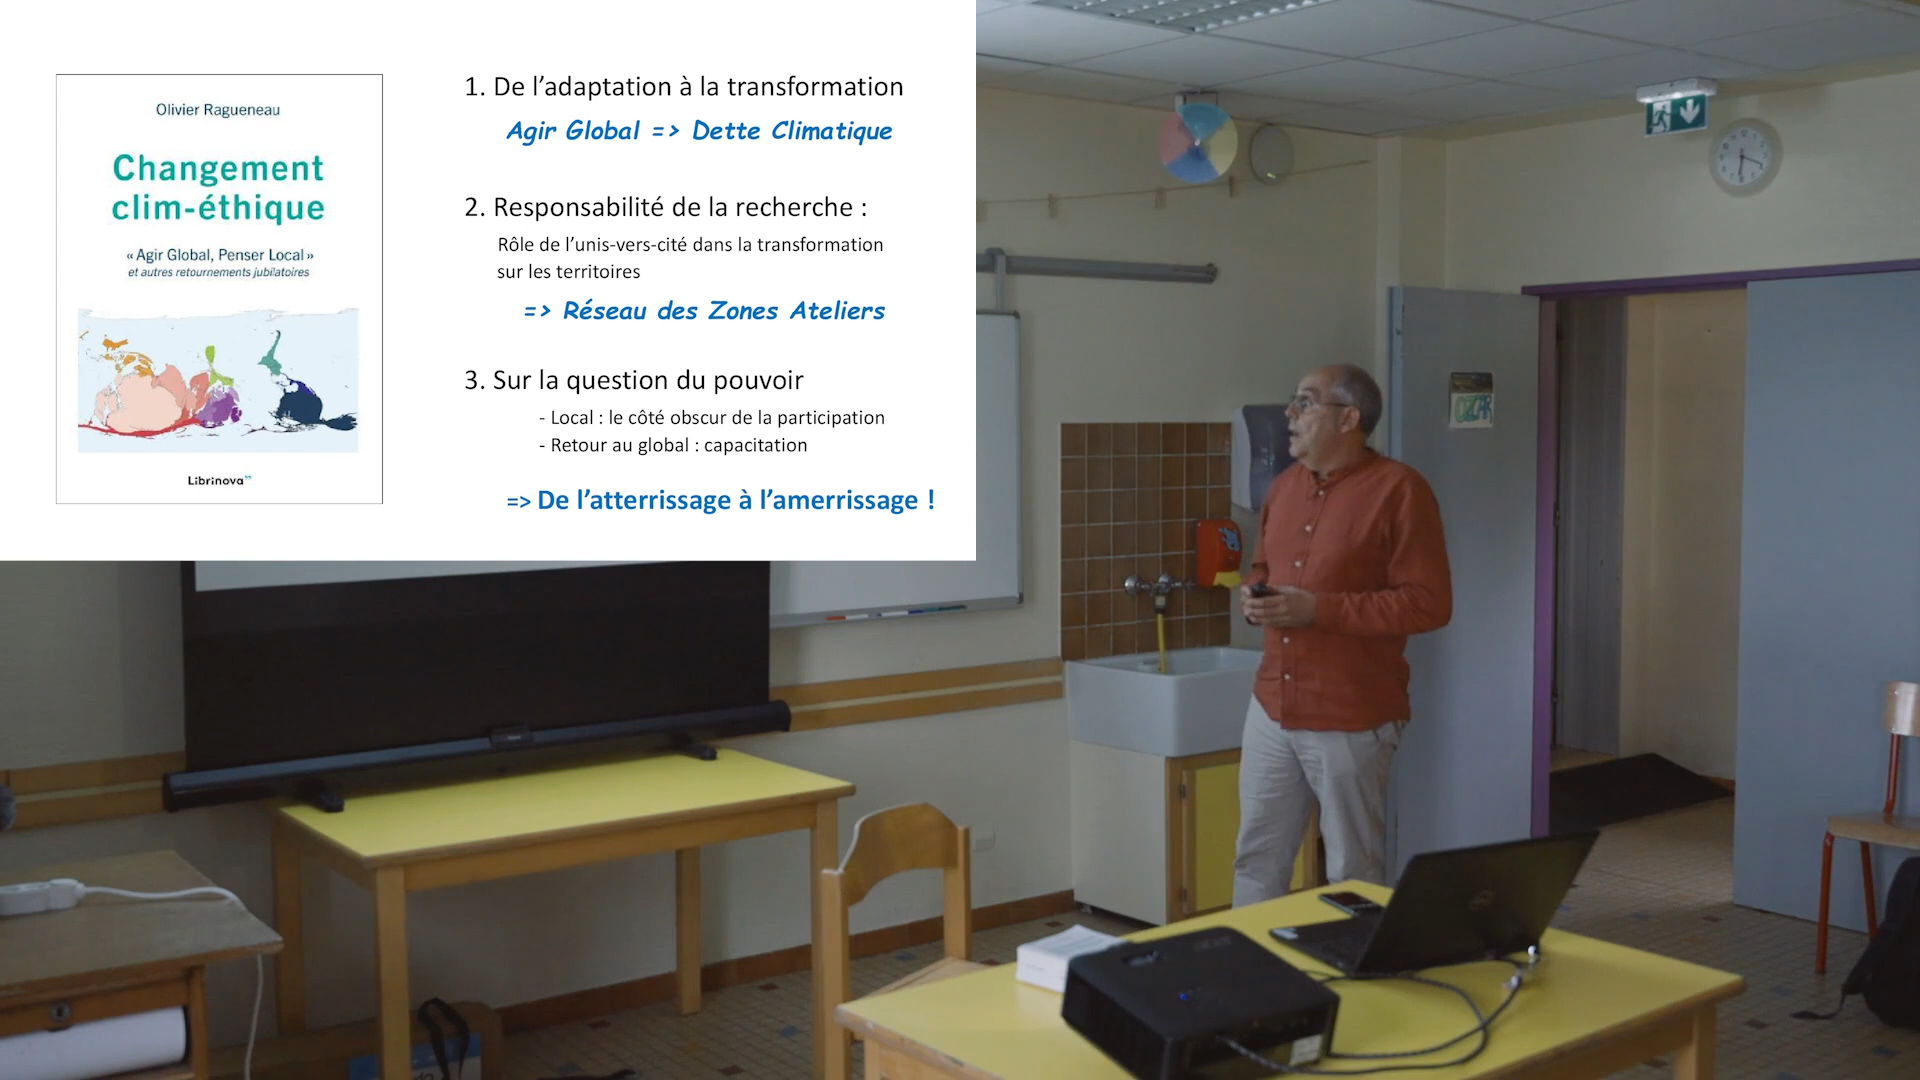 Olivier Ragueneau
Changement
clim-éthique
« Agir Global, Penser Local »
et autres retournements jubilatoires
Librinova
1. De l’adaptation à la transformation
Agir Global => Dette Climatique
2. Responsabilité de la recherche :
Rôle de l’unis-vers-cité dans la transformation
sur les territoires
=> Réseau des Zones Ateliers
3. Sur la question du pouvoir
- Local : le côté obscur de la participation
- Retour au global : capacitation
=> De l’atterrissage à l’amerrissage !